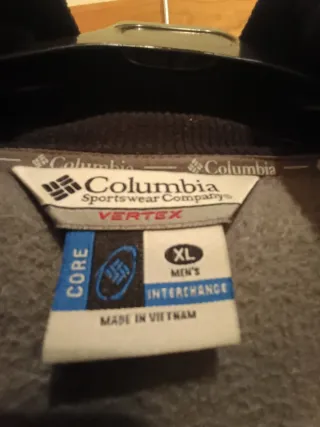 Columbia
Columbia
Columbia
Sportswear Company®
VERTEX
CORE
XL
MEN'S
INTERCHANGE
MADE IN VIETNAM